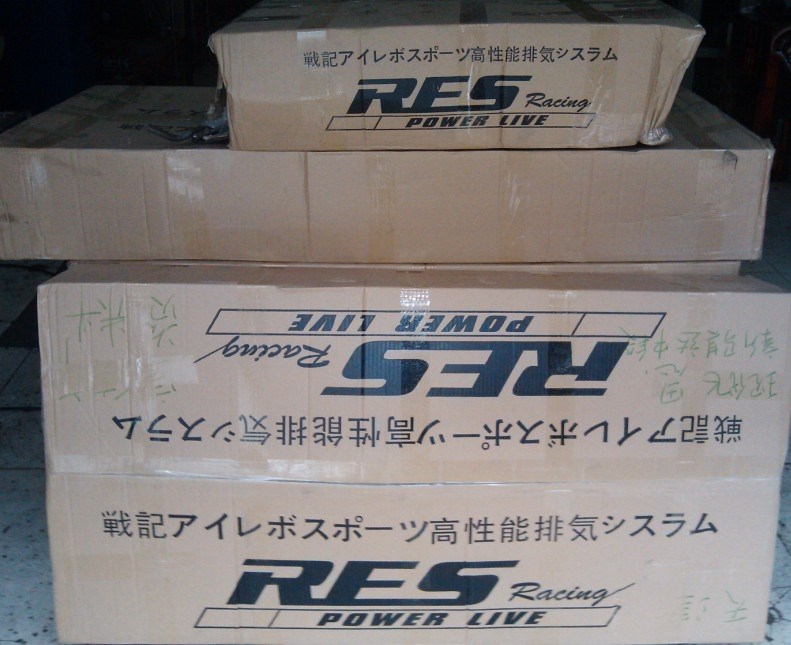 戦記アイレボスポーツ高性能排気システラム
RES Racing
POWER LIVE
POWER LIVE
RES Racing
戦記アイレボスポーツ高性能排気シスラム
戦記アイレボスポーツ高性能排気シスラム
RES Racing
POWER LIVE